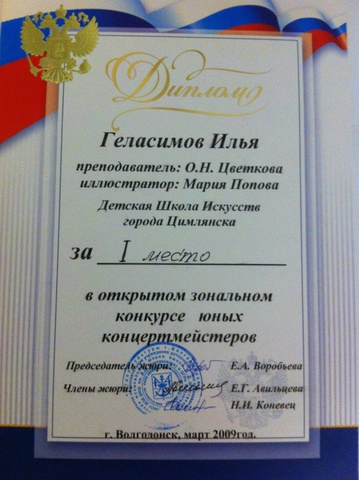 Диплом
Геласимов Илья
преподаватель: О.Н. Цветкова
иллюстратор: Мария Попова
Детская Школа Искусств
города Цимлянска
за I место
в открытом зональном
конкурсе юных
концертмейстеров
Председатель жюри: Е.А. Воробьева
Члены жюри: Е.Г. Авильцева
Н.И. Коневец
г. Волгодонск, март 2009год.